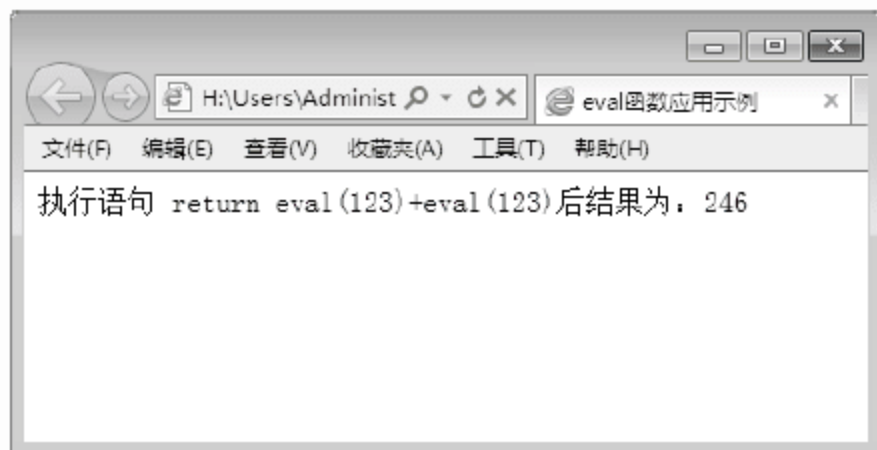 H:\Users\Administ
eval函数应用示例
文件(F) 编辑(E) 查看(V) 收藏夹(A) 工具(T) 帮助(H)
执行语句 return eval(123)+eval(123)后结果为：246